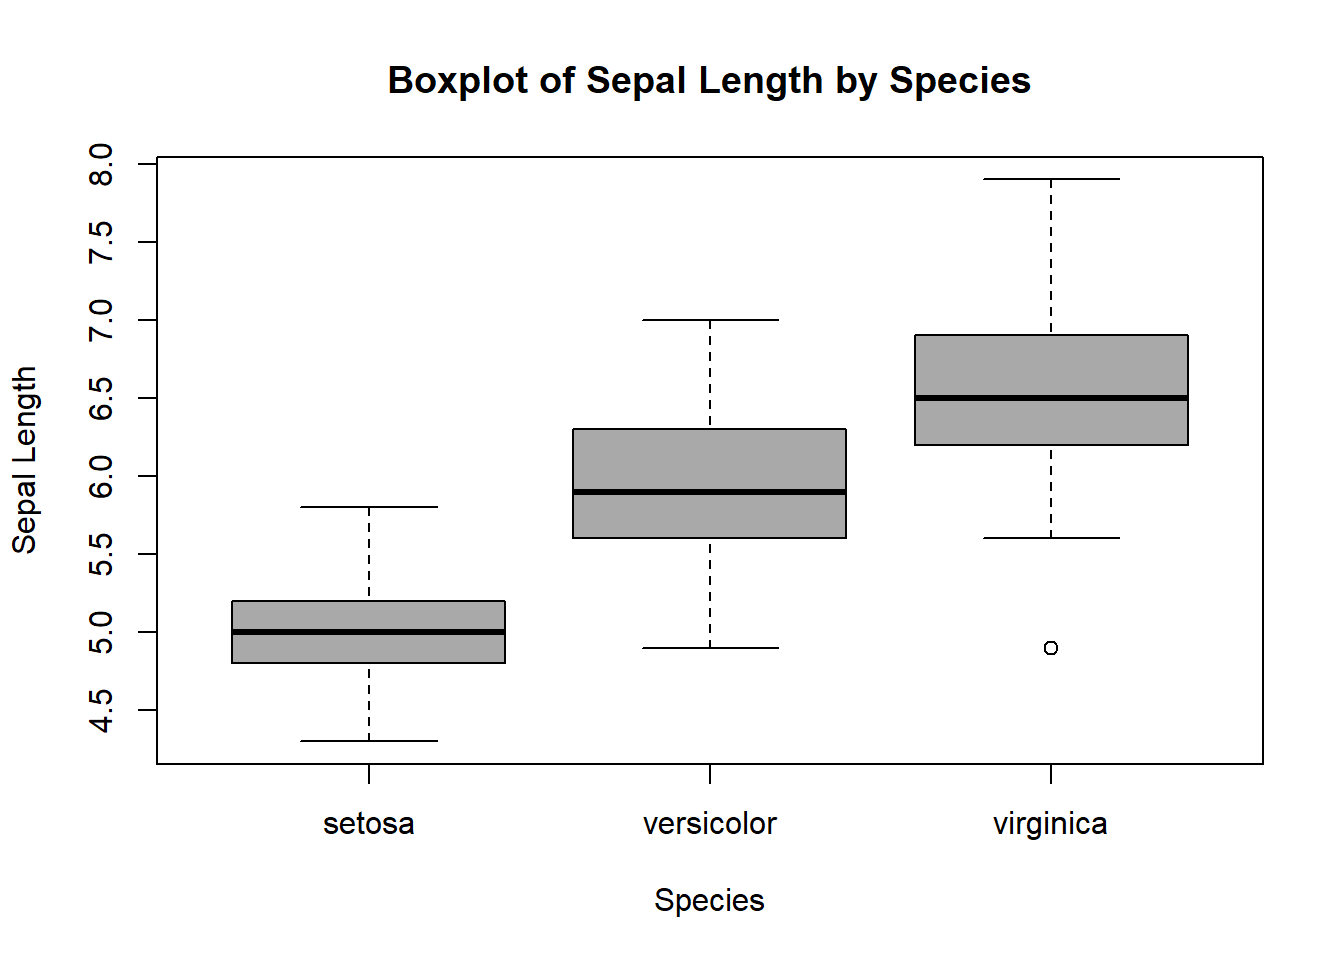 Boxplot of Sepal Length by Species
8.0
7.5
7.0
6.5
6.0
5.5
5.0
4.5
Sepal Length
setosa versicolor virginica
Species